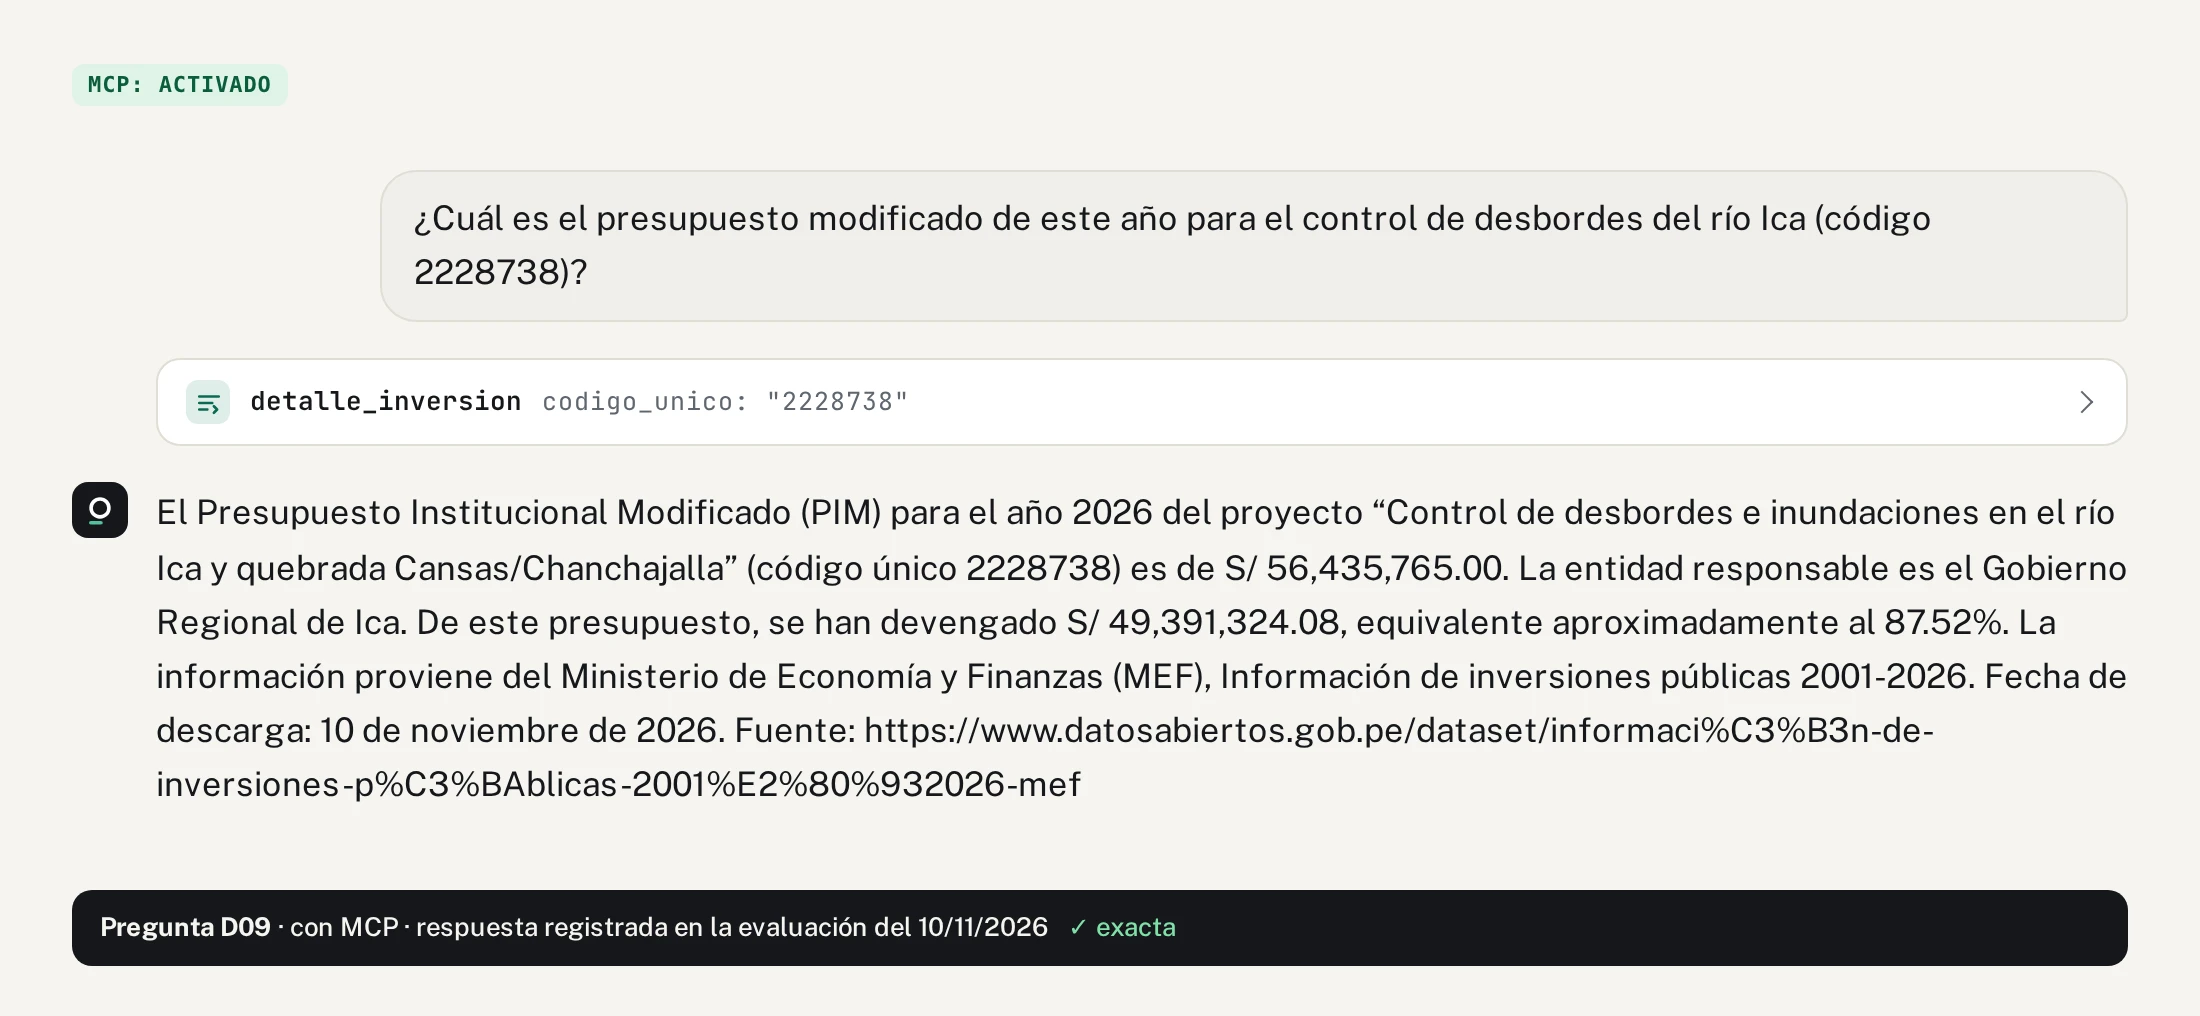 MCP: ACTIVADO
¿Cuál es el presupuesto modificado de este año para el control de desbordes del río Ica (código
2228738)?
detalle_inversion codigo_unico: "2228738"
El Presupuesto Institucional Modificado (PIM) para el año 2026 del proyecto “Control de desbordes e inundaciones en el río
Ica y quebrada Cansas/Chanchajalla” (código único 2228738) es de S/ 56,435,765.00. La entidad responsable es el Gobierno
Regional de Ica. De este presupuesto, se han devengado S/ 49,391,324.08, equivalente aproximadamente al 87.52%. La
información proviene del Ministerio de Economía y Finanzas (MEF), Información de inversiones públicas 2001-2026. Fecha de
descarga: 10 de noviembre de 2026. Fuente: https://www.datosabiertos.gob.pe/dataset/informaci%C3%B3n-de-
inversiones-p%C3%BAblicas-2001%E2%80%932026-mef
Pregunta D09 · con MCP · respuesta registrada en la evaluación del 10/11/2026 ✓ exacta